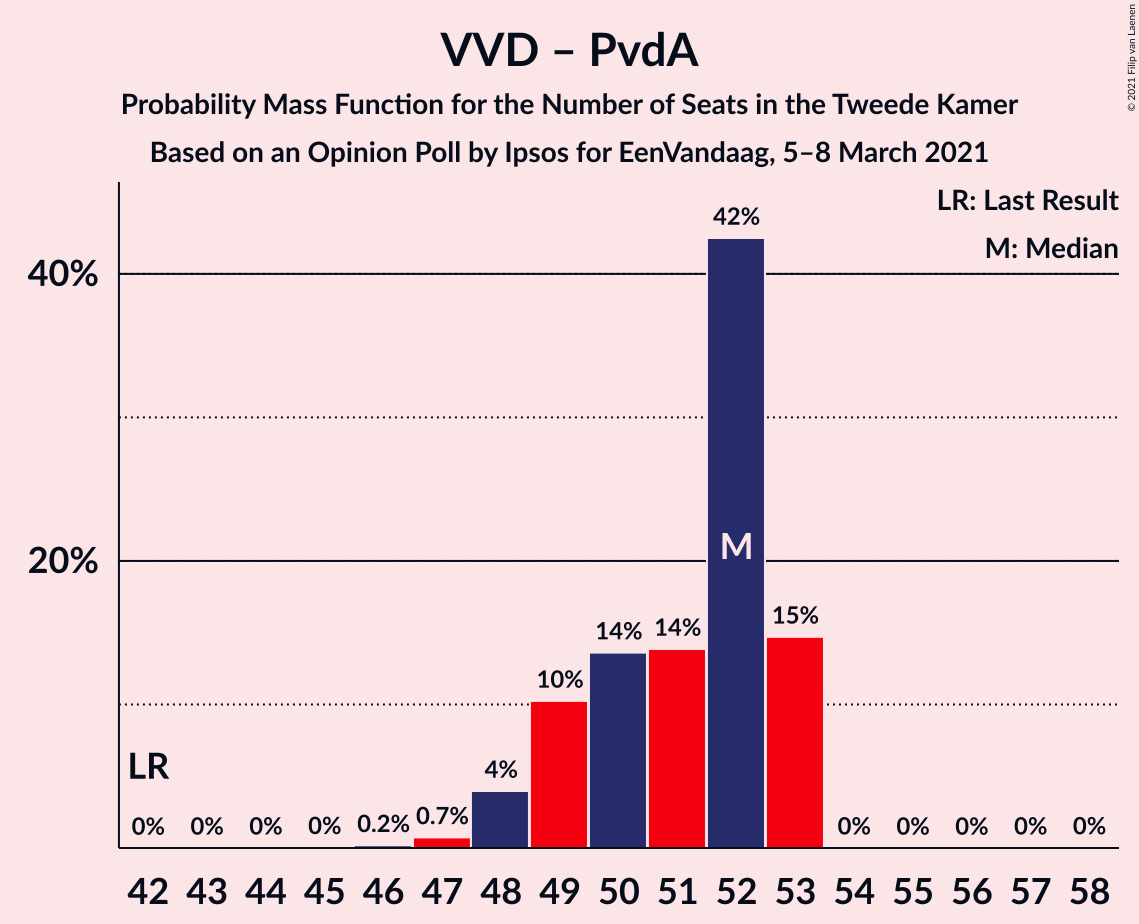 VVD – PvdA
Probability Mass Function for the Number of Seats in the Tweede Kamer
Based on an Opinion Poll by Ipsos for EenVandaag, 5–8 March 2021
© 2021 Filip van Laenen
LR: Last Result
M: Median
40%
20%
42%
M
15%
14%
14%
10%
4%
0.7%
0.2%
LR
0% 0% 0% 0%
0% 0% 0% 0% 0%
42 43 44 45 46 47 48 49 50 51 52 53 54 55 56 57 58